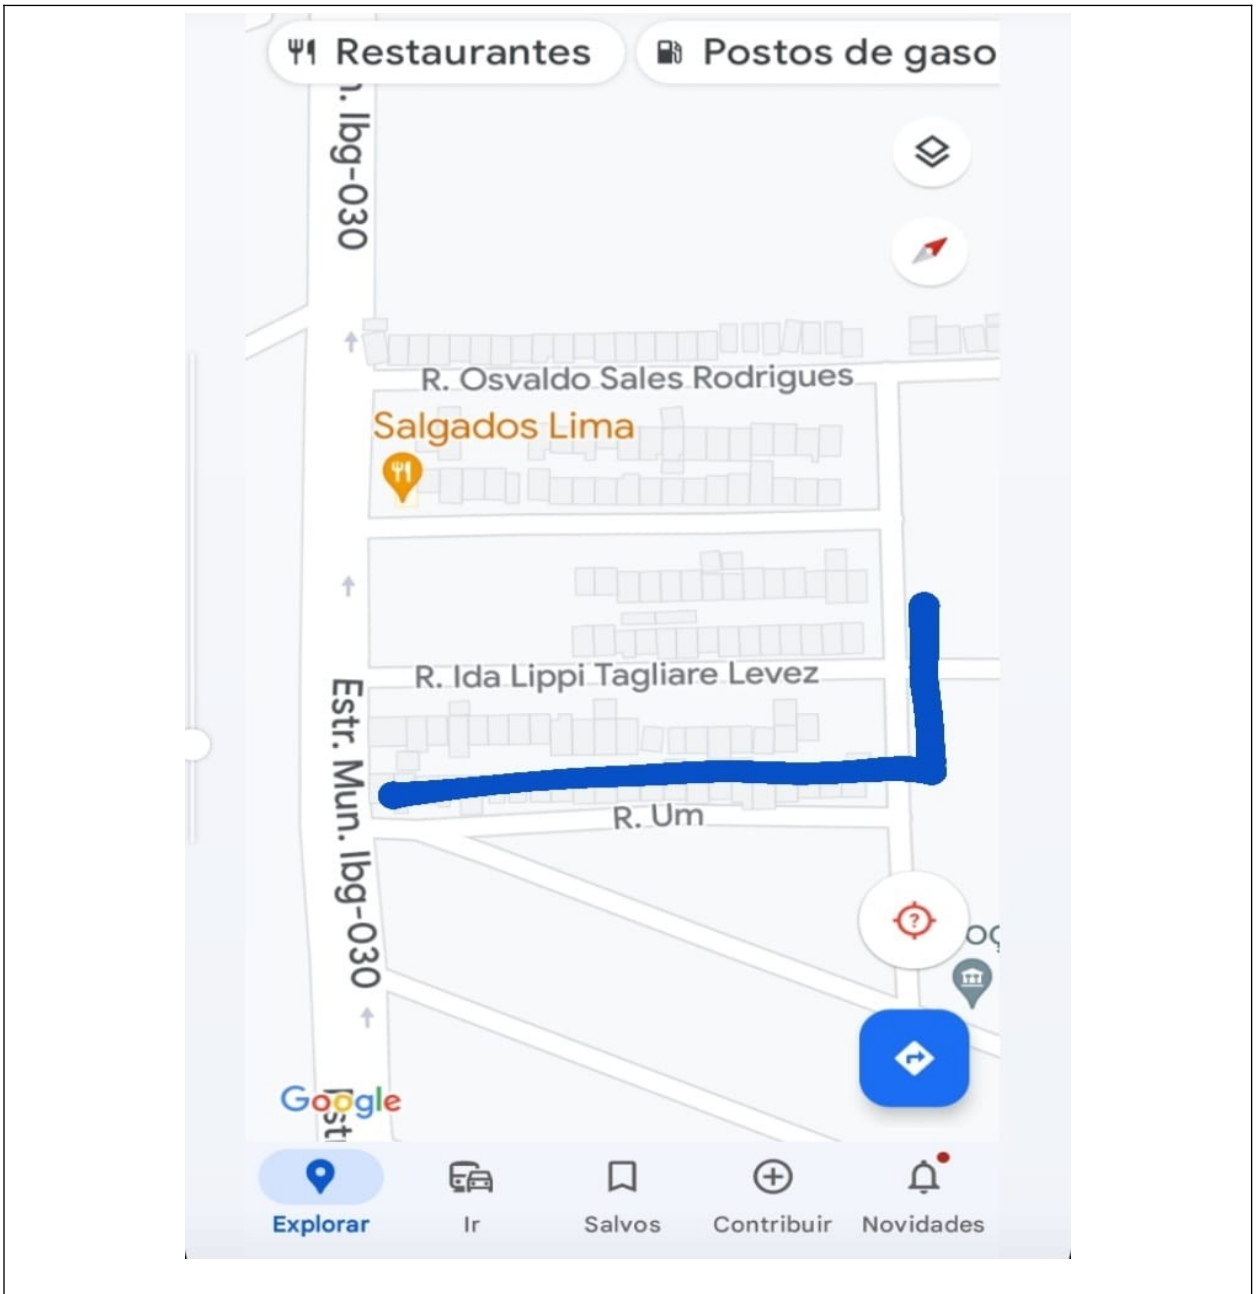 Restaurantes
Postos de gaso
Ibg-030
R. Osvaldo Sales Rodrigues
Salgados Lima
R. Ida Lippi Tagliare Levez
Estr. Mun. Ibg-030
R. Um
Google
Explorar
Ir
Salvos
Contribuir
Novidades